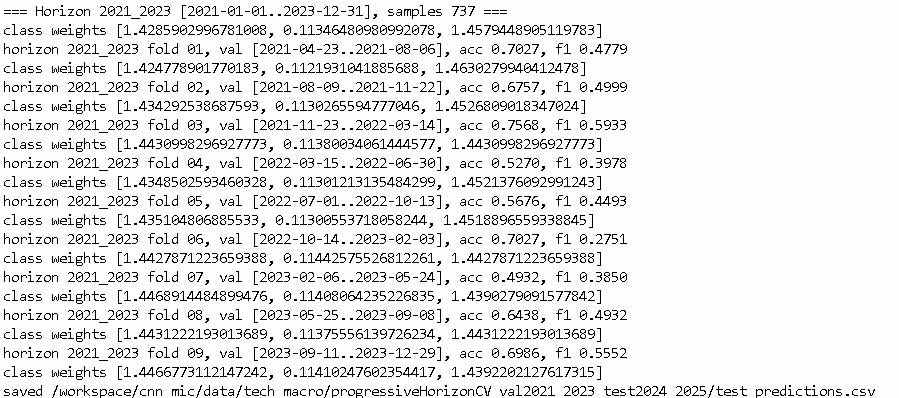 === Horizon 2021_2023 [2021-01-01..2023-12-31], samples 737 ===
class weights [1.4285902996781008, 0.11346480980992078, 1.4579448905119783]
horizon 2021_2023 fold 01, val [2021-04-23..2021-08-06], acc 0.7027, f1 0.4779
class weights [1.424778901770183, 0.1121931041885688, 1.4630279940412478]
horizon 2021_2023 fold 02, val [2021-08-09..2021-11-22], acc 0.6757, f1 0.4999
class weights [1.434292538687593, 0.1130265594777046, 1.4526809018347024]
horizon 2021_2023 fold 03, val [2021-11-23..2022-03-14], acc 0.7568, f1 0.5933
class weights [1.4430998296927773, 0.11380034061444577, 1.4430998296927773]
horizon 2021_2023 fold 04, val [2022-03-15..2022-06-30], acc 0.5270, f1 0.3978
class weights [1.4348502593460328, 0.11301213135484299, 1.4521376092991243]
horizon 2021_2023 fold 05, val [2022-07-01..2022-10-13], acc 0.5676, f1 0.4493
class weights [1.435104806885533, 0.11300553718058244, 1.4518896559338845]
horizon 2021_2023 fold 06, val [2022-10-14..2023-02-03], acc 0.7027, f1 0.2751
class weights [1.4427871223659388, 0.11442575526812261, 1.4427871223659388]
horizon 2021_2023 fold 07, val [2023-02-06..2023-05-24], acc 0.4932, f1 0.3850
class weights [1.4468914484899476, 0.11408064235226835, 1.4390279091577842]
horizon 2021_2023 fold 08, val [2023-05-25..2023-09-08], acc 0.6438, f1 0.4932
class weights [1.4431222193013689, 0.11375556139726234, 1.4431222193013689]
horizon 2021_2023 fold 09, val [2023-09-11..2023-12-29], acc 0.6986, f1 0.5552
class weights [1.4466773112147242, 0.11410247602354417, 1.4392202127617315]
saved /workspace/cnn mic/data/tech macro/progressiveHorizonCV val2021 2023 test2024 2025/test predictions.csv